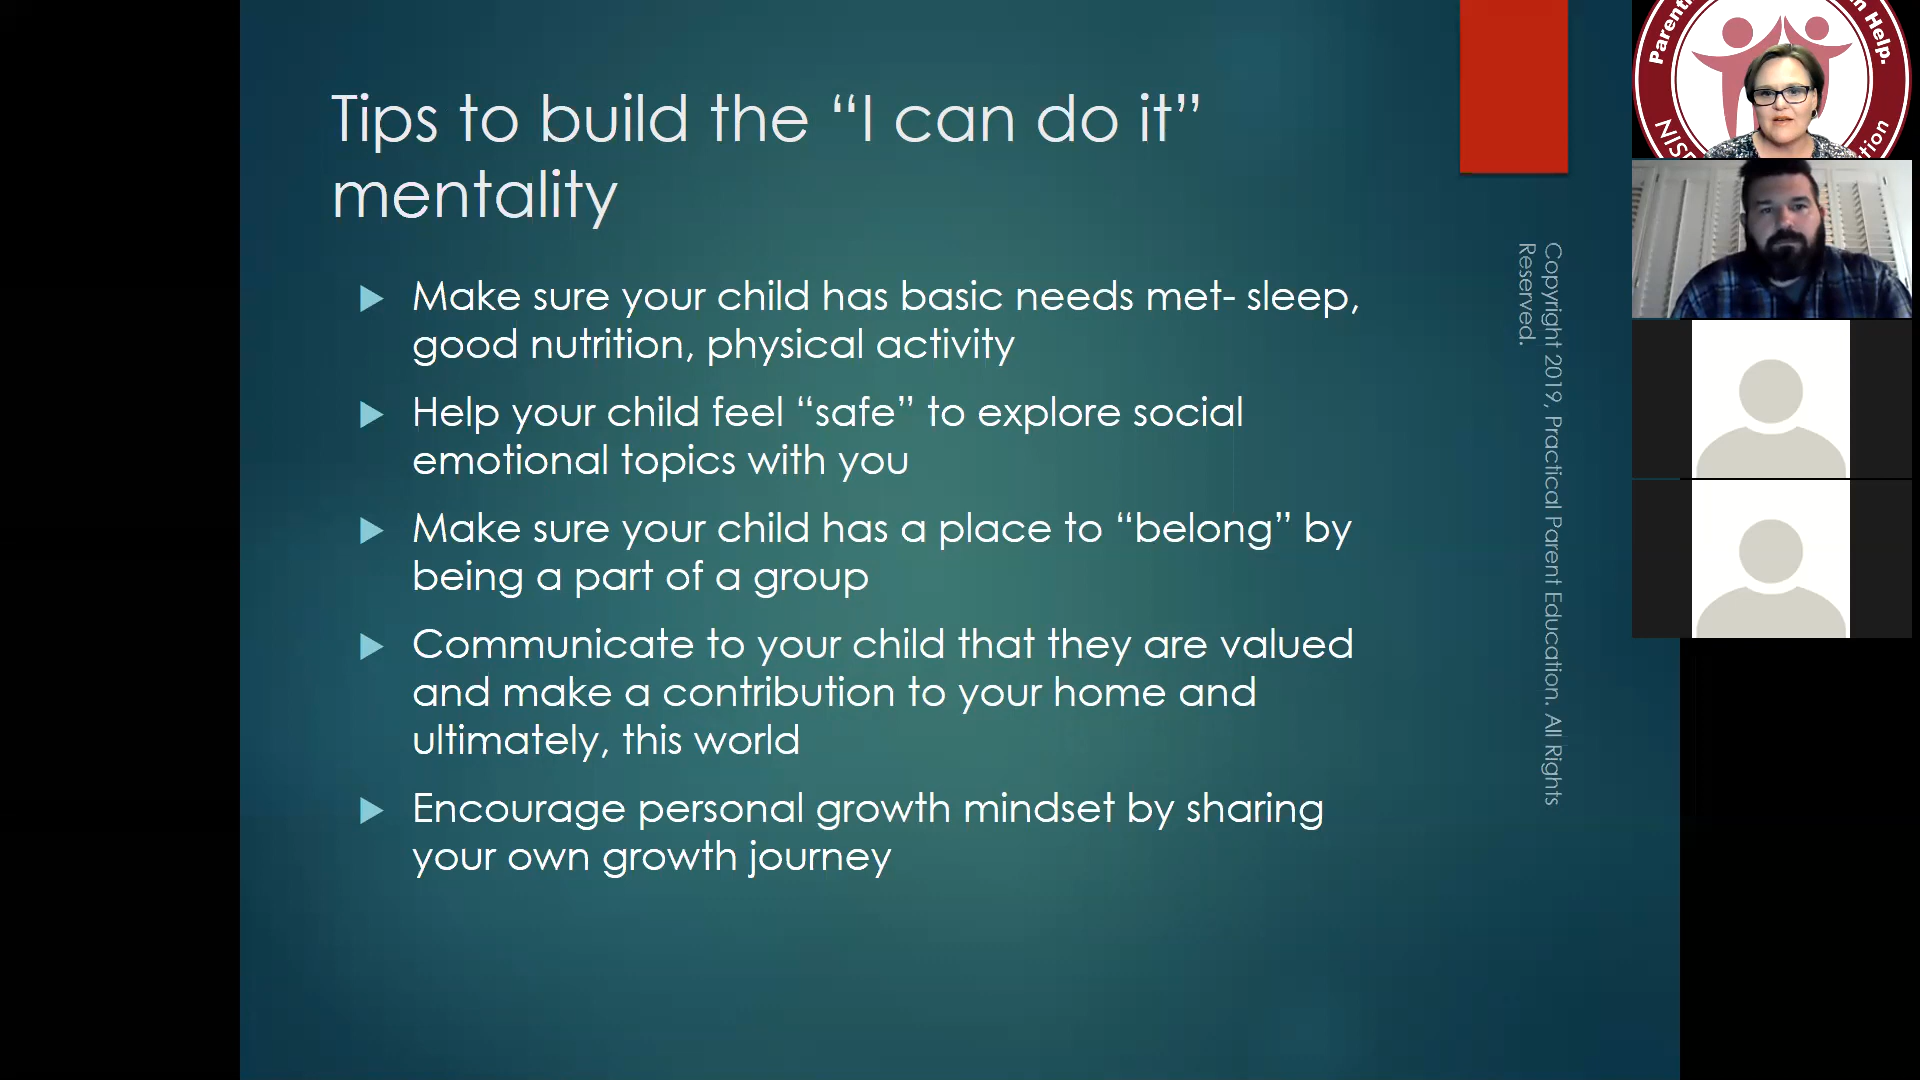 Tips to build the “I can do it”
mentality
Make sure your child has basic needs met- sleep,
good nutrition, physical activity
Help your child feel “safe” to explore social
emotional topics with you
Make sure your child has a place to “belong” by
being a part of a group
Communicate to your child that they are valued
and make a contribution to your home and
ultimately, this world
Encourage personal growth mindset by sharing
your own growth journey
Copyright 2019, Practical Parent Education. All Rights
Reserved.
Help.